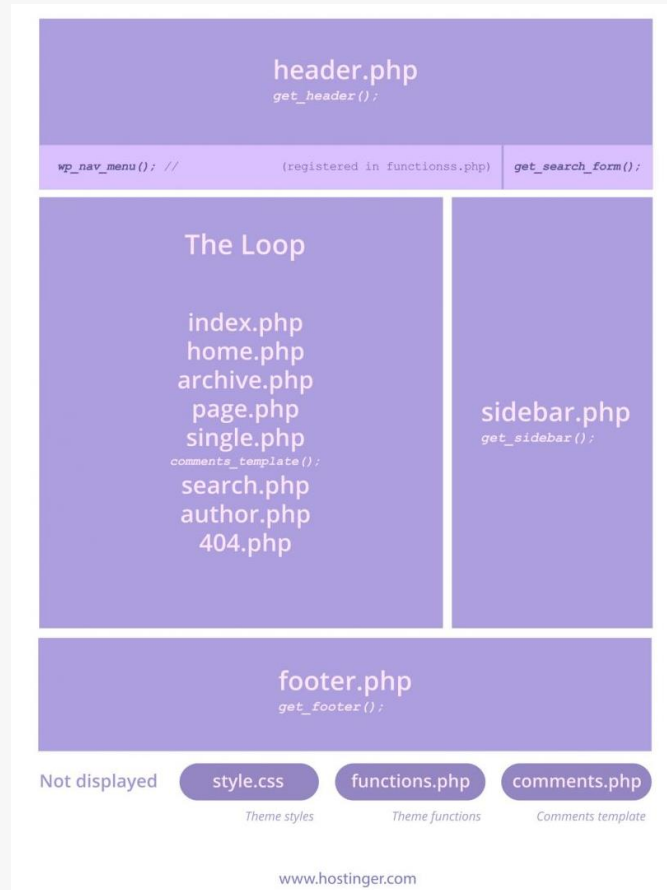 header.php
get_header();
wp_nav_menu(); // (registered in functionss.php) get_search_form();
The Loop
index.php
home.php
archive.php
page.php
single.php
comments_template();
search.php
author.php
404.php
sidebar.php
get_sidebar();
footer.php
get_footer();
Not displayed style.css functions.php comments.php
Theme styles Theme functions Comments template
www.hostinger.com